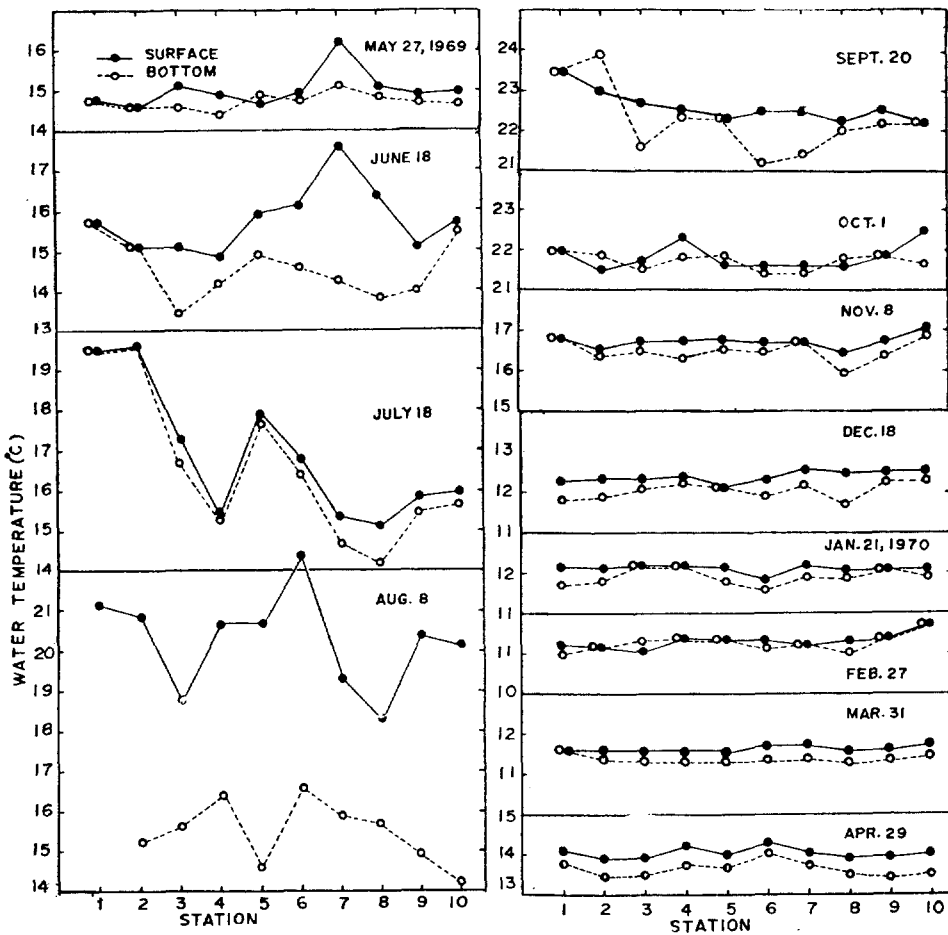 SURFACE
BOTTOM
MAY 27, 1969
16
15
14
JUNE 18
17
16
15
14
13
JULY 18
19
18
17
16
15
14
AUG. 8
21
20
19
18
17
16
15
14
WATER TEMPERATURE (°C)
1 2 3 4 5 6 7 8 9 10
STATION
SEPT. 20
24
23
22
21
OCT. 1
23
22
21
NOV. 8
17
16
15
DEC. 18
13
12
11
JAN. 21, 1970
12
11
FEB. 27
11
10
MAR. 31
12
11
15
APR. 29
14
13
1 2 3 4 5 6 7 8 9 10
STATION